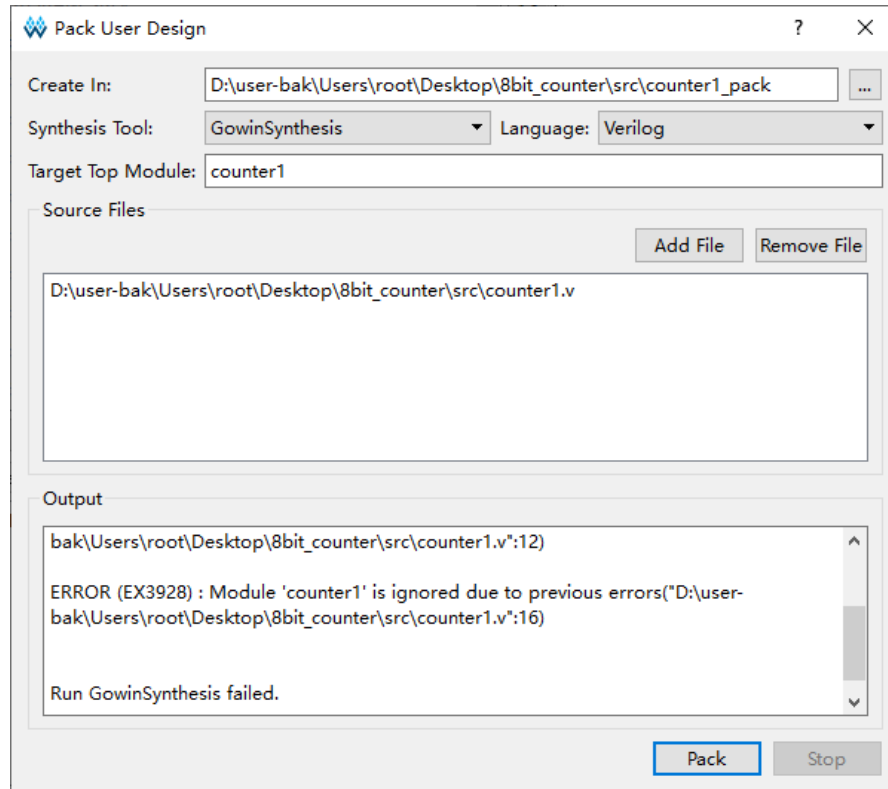 Pack User Design ?
Create In: D:\user-bak\Users\root\Desktop\8bit_counter\src\counter1_pack ...
Synthesis Tool: GowinSynthesis Language: Verilog
Target Top Module: counter1
Source Files
Add File Remove File
D:\user-bak\Users\root\Desktop\8bit_counter\src\counter1.v
Output
bak\Users\root\Desktop\8bit_counter\src\counter1.v":12)
ERROR (EX3928) : Module 'counter1' is ignored due to previous errors("D:\user-
bak\Users\root\Desktop\8bit_counter\src\counter1.v":16)
Run GowinSynthesis failed.
Pack Stop